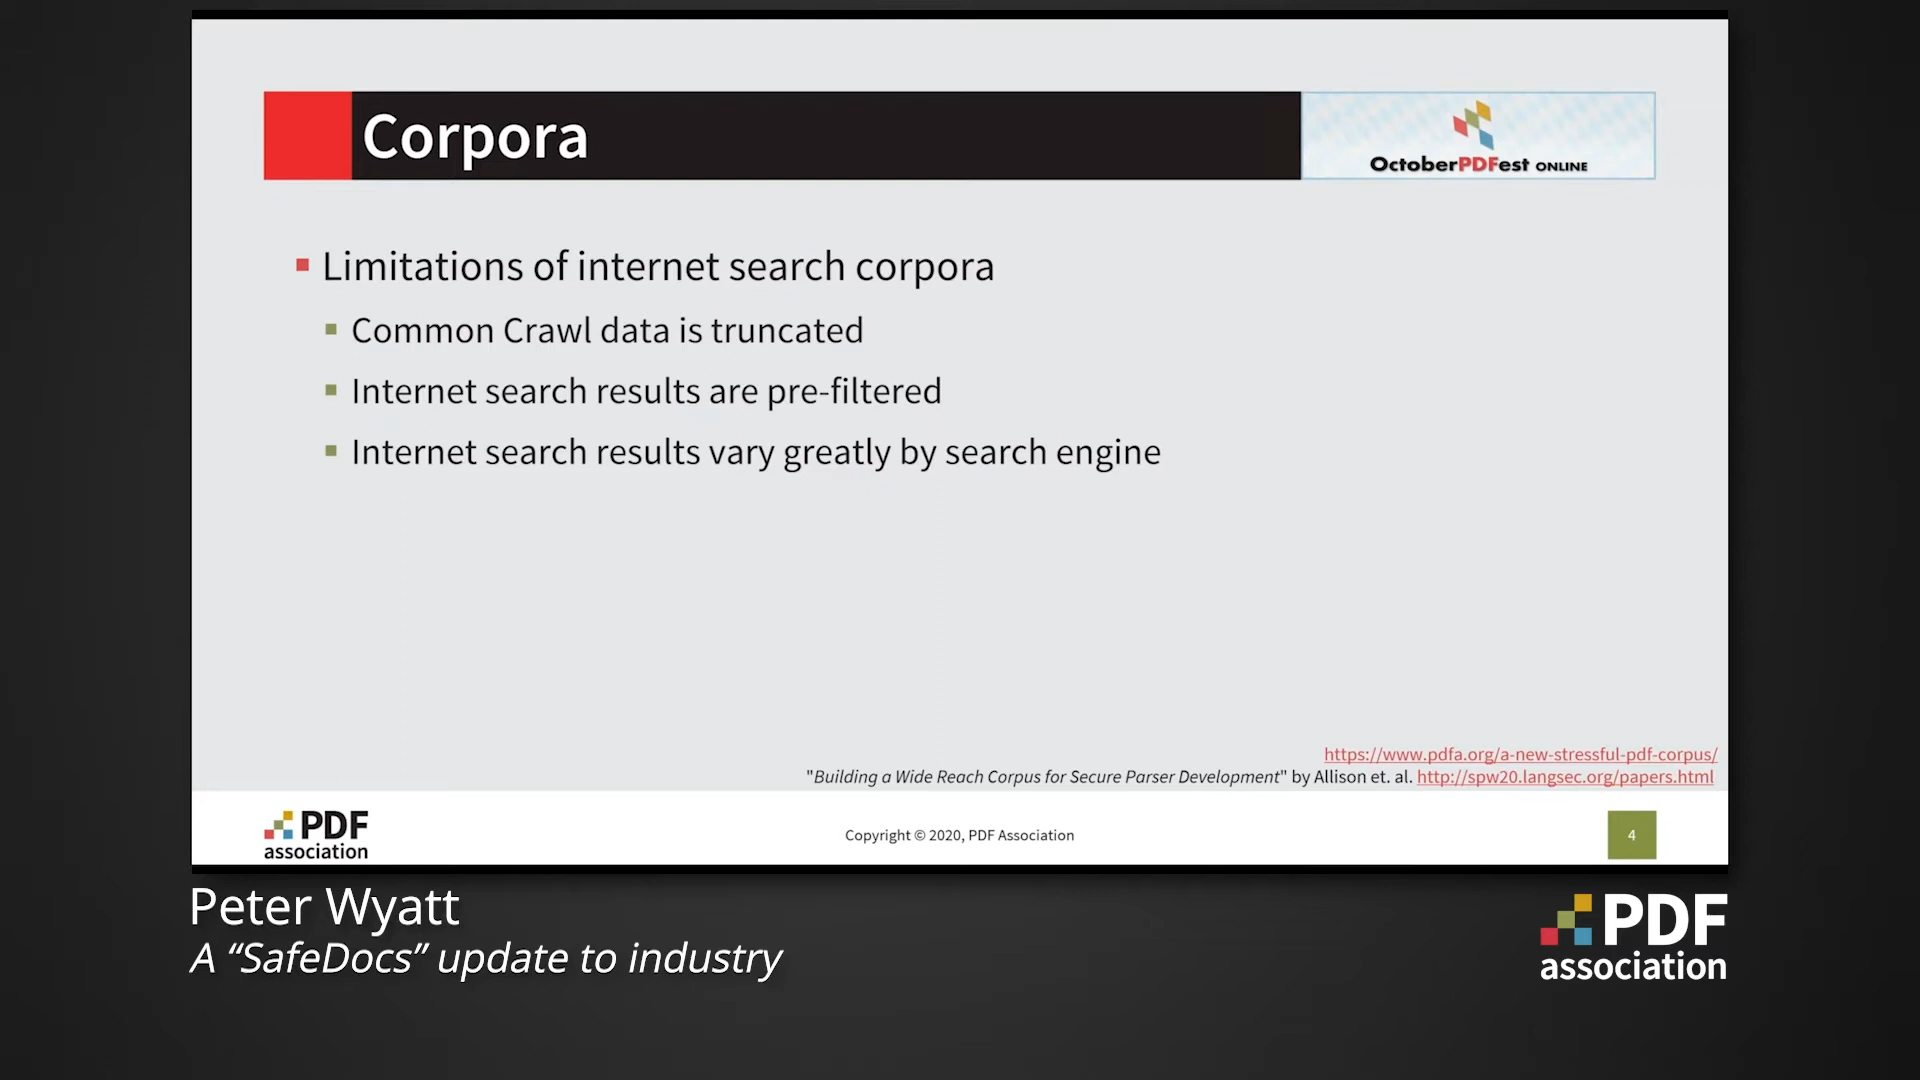 Corpora
OctoberPDFest ONLINE
Limitations of internet search corpora
Common Crawl data is truncated
Internet search results are pre-filtered
Internet search results vary greatly by search engine
https://www.pdfa.org/a-new-stressful-pdf-corpus/
"Building a Wide Reach Corpus for Secure Parser Development" by Allison et. al. http://spw20.langsec.org/papers.html
PDF
association
Copyright © 2020, PDF Association
4
Peter Wyatt
A “SafeDocs” update to industry
PDF
association